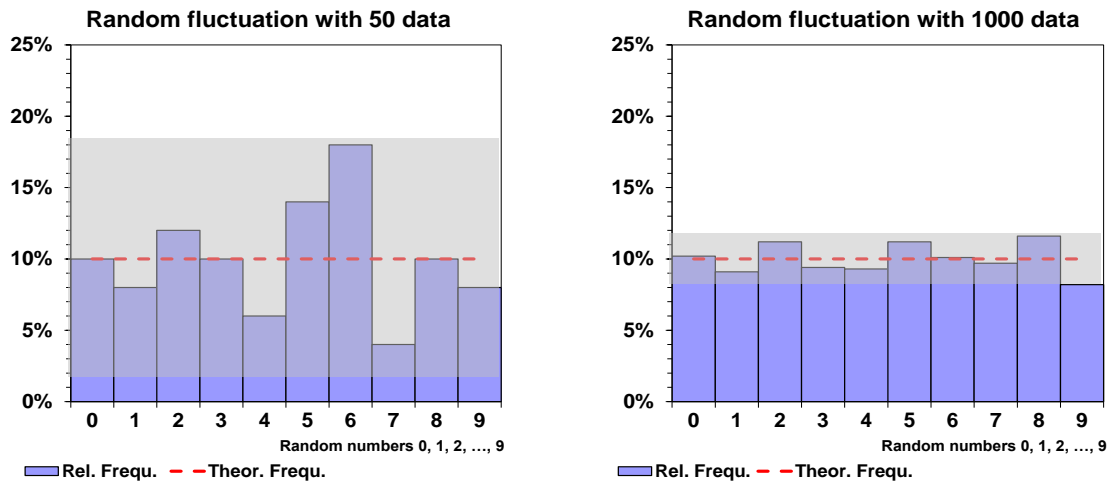 Random fluctuation with 50 data
25%
20%
15%
10%
5%
0%
0 1 2 3 4 5 6 7 8 9
Random numbers 0, 1, 2, …, 9
Rel. Frequ. Theor. Frequ.
Random fluctuation with 1000 data
25%
20%
15%
10%
5%
0%
0 1 2 3 4 5 6 7 8 9
Random numbers 0, 1, 2, …, 9
Rel. Frequ. Theor. Frequ.